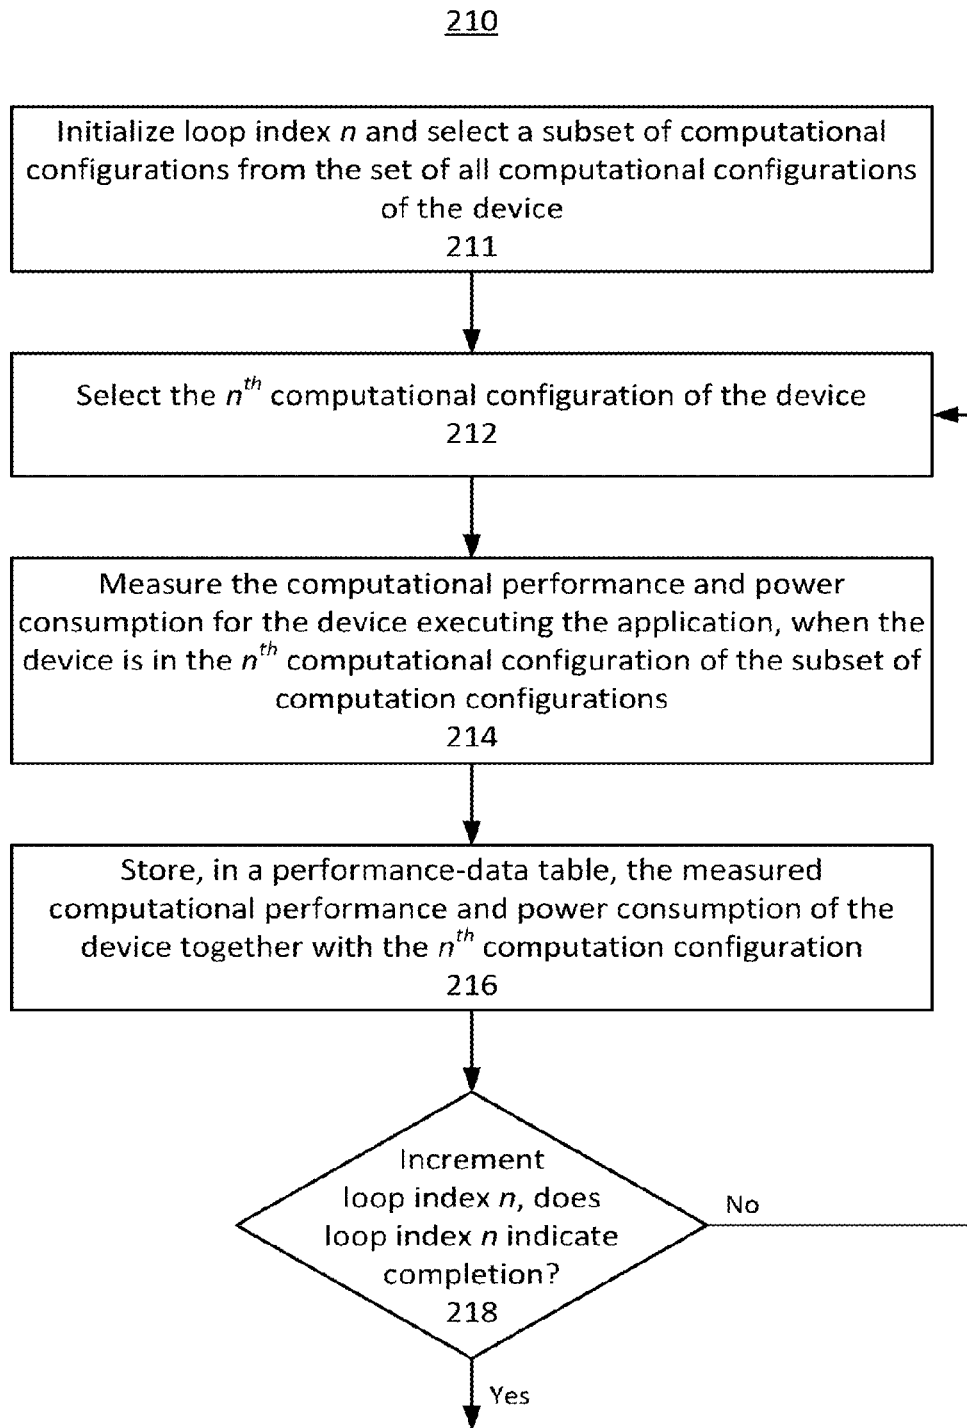 210
Initialize loop index n and select a subset of computational
configurations from the set of all computational configurations
of the device
211
Select the nth computational configuration of the device
212
Measure the computational performance and power
consumption for the device executing the application, when the
device is in the nth computational configuration of the subset of
computation configurations
214
Store, in a performance-data table, the measured
computational performance and power consumption of the
device together with the nth computation configuration
216
Increment
loop index n, does
loop index n indicate
completion?
218
No
Yes